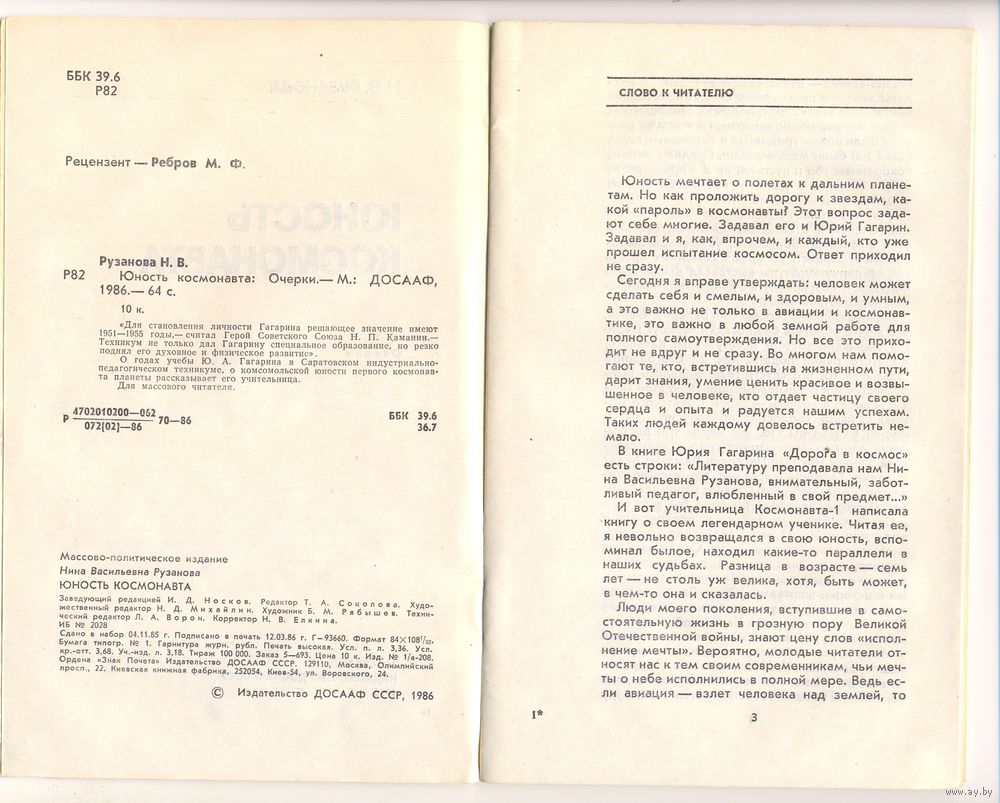 ББК 39.6
Р82
Рецензент — Ребров М. Ф.
Рузанова Н. В.
Р82 Юность космонавта: Очерки.— М.: ДОСААФ,
1986.— 64 с.
10 к.
«Для становления личности Гагарина решающее значение имеют
1951—1955 годы,— считал Герой Советского Союза Н. П. Каманин.—
Техникум не только дал Гагарину специальное образование, но резко
поднял его духовное и физическое развитие».
О годах учебы Ю. А. Гагарина в Саратовском индустриально-
педагогическом техникуме, о комсомольской юности первого космонав-
та планеты рассказывает его учительница.
Для массового читателя.
Р 4702010200—062 70—86
072(02)—86
ББК 39.6
36.7
Массово-политическое издание
Нина Васильевна Рузанова
ЮНОСТЬ КОСМОНАВТА
Заведующий редакцией И. Д. Носков. Редактор Т. А. Соколова. Худо-
жественный редактор Н. Д. Михайлин. Художник Б. М. Рябышев. Техни-
ческий редактор Л. А. Ворон. Корректор Н. В. Елкина.
ИБ № 2028
Сдано в набор 04.11.85 г. Подписано в печать 12.03.86 г. Г—93660. Формат 84×108¹/₃₂.
Бумага типогр. № 1. Гарнитура журн. рубл. Печать высокая. Усл. п. л. 3,36. Усл.
кр.-отт. 3,68. Уч.-изд. л. 3,18. Тираж 100 000. Заказ 5—693. Цена 10 к. Изд. № 1/а-208.
Ордена «Знак Почета» Издательство ДОСААФ СССР. 129110, Москва, Олимпийский
просп., 22. Киевская книжная фабрика, 252054, Киев-54, ул. Воровского, 24.
© Издательство ДОСААФ СССР, 1986
СЛОВО К ЧИТАТЕЛЮ
Юность мечтает о полетах к дальним плане-
там. Но как проложить дорогу к звездам, ка-
кой «пароль» в космонавты? Этот вопрос зада-
ют себе многие. Задавал его и Юрий Гагарин.
Задавал и я, как, впрочем, и каждый, кто уже
прошел испытание космосом. Ответ приходил
не сразу.
Сегодня я вправе утверждать: человек может
сделать себя и смелым, и здоровым, и умным,
а это важно не только в авиации и космонав-
тике, это важно в любой земной работе для
полного самоутверждения. Но все это прихо-
дит не вдруг и не сразу. Во многом нам помо-
гают те, кто, встретившись на жизненном пути,
дарит знания, умение ценить красивое и возвы-
шенное в человеке, кто отдает частицу своего
сердца и опыта и радуется нашим успехам.
Таких людей каждому довелось встретить не-
мало.
В книге Юрия Гагарина «Дорога в космос»
есть строки: «Литературу преподавала нам Ни-
на Васильевна Рузанова, внимательный, забот-
ливый педагог, влюбленный в свой предмет...»
И вот учительница Космонавта-1 написала
книгу о своем легендарном ученике. Читая ее,
я невольно возвращался в свою юность, вспо-
минал былое, находил какие-то параллели в
наших судьбах. Разница в возрасте — семь
лет — не столь уж велика, хотя, быть может,
в чем-то она и сказалась.
Люди моего поколения, вступившие в само-
стоятельную жизнь в грозную пору Великой
Отечественной войны, знают цену слов «испол-
нение мечты». Вероятно, молодые читатели от-
носят нас к тем своим современникам, чьи меч-
ты о небе исполнились в полной мере. Ведь ес-
ли авиация — взлет человека над землей, то
1*
3
www.ay.by